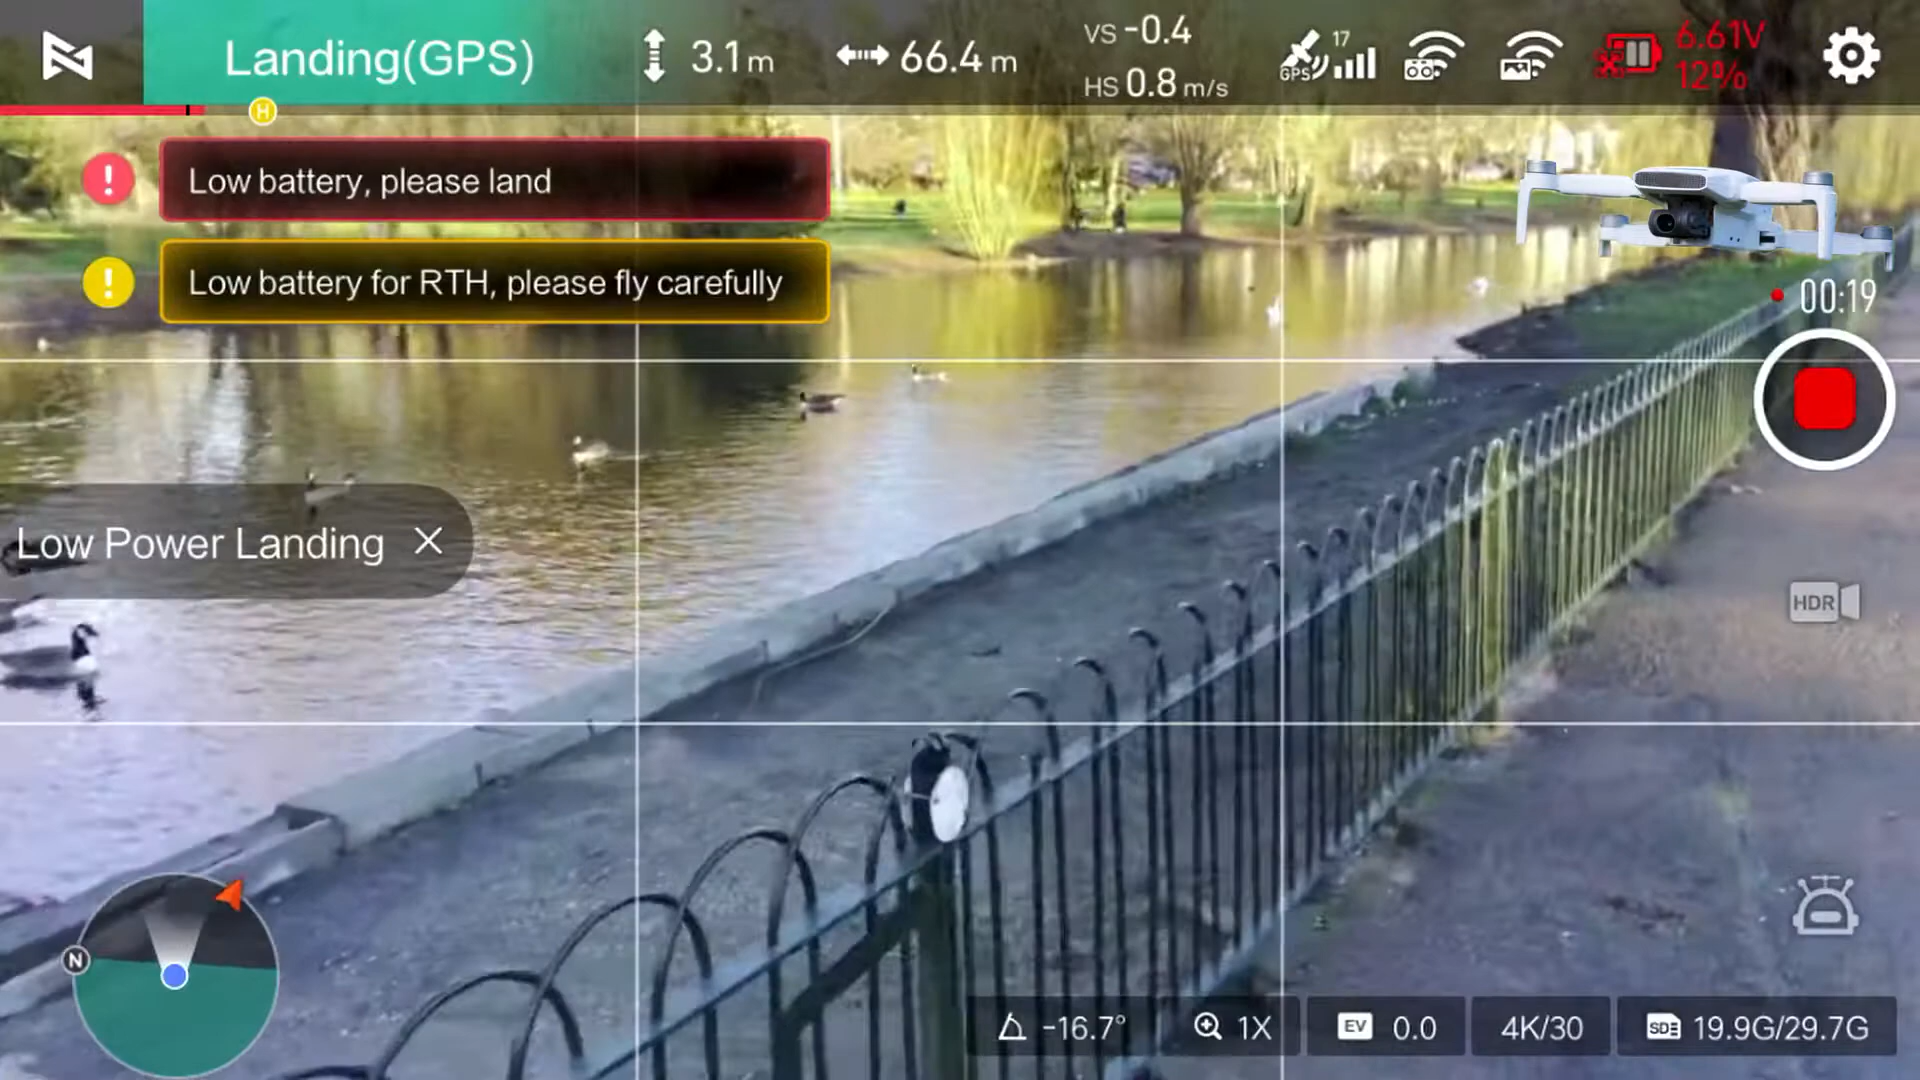 Landing(GPS)
3.1 m
66.4 m
VS -0.4
HS 0.8 m/s
GPS
17
6.61V
12%
H
Low battery, please land
Low battery for RTH, please fly carefully
00:19
Low Power Landing
HDR
N
-16.7°
1X
EV 0.0
4K/30
SD 19.9G/29.7G